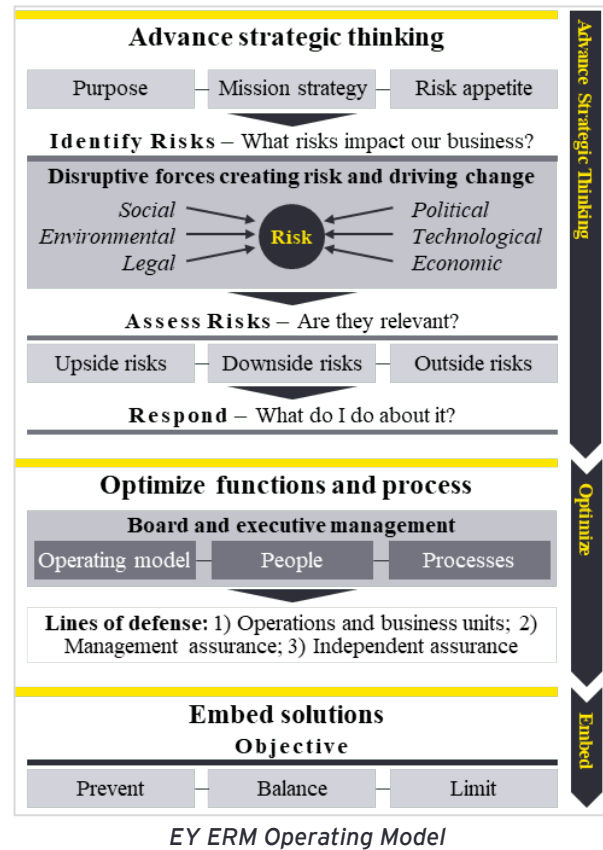 Advance strategic thinking
Purpose
Mission strategy
Risk appetite
Identify Risks – What risks impact our business?
Disruptive forces creating risk and driving change
Social
Environmental
Legal
Risk
Political
Technological
Economic
Assess Risks – Are they relevant?
Upside risks
Downside risks
Outside risks
Respond – What do I do about it?
Advance Strategic Thinking
Optimize functions and process
Board and executive management
Operating model
People
Processes
Lines of defense: 1) Operations and business units; 2)
Management assurance; 3) Independent assurance
Optimize
Embed solutions
Objective
Prevent
Balance
Limit
Embed
EY ERM Operating Model